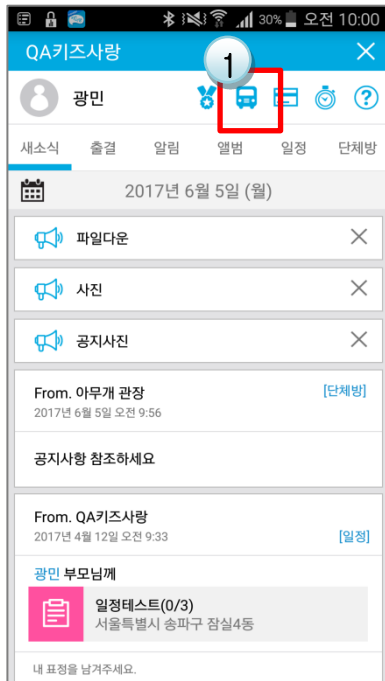 30% 오전 10:00
QA키즈사랑
1
광민
새소식 출결 알림 앨범 일정 단체방
2017년 6월 5일 (월)
파일다운
사진
공지사진
From. 아무개 관장 [단체방]
2017년 6월 5일 오전 9:56
공지사항 참조하세요
From. QA키즈사랑
2017년 4월 12일 오전 9:33 [일정]
광민 부모님께
일정테스트(0/3)
서울특별시 송파구 잠실4동
내 표정을 남겨주세요.